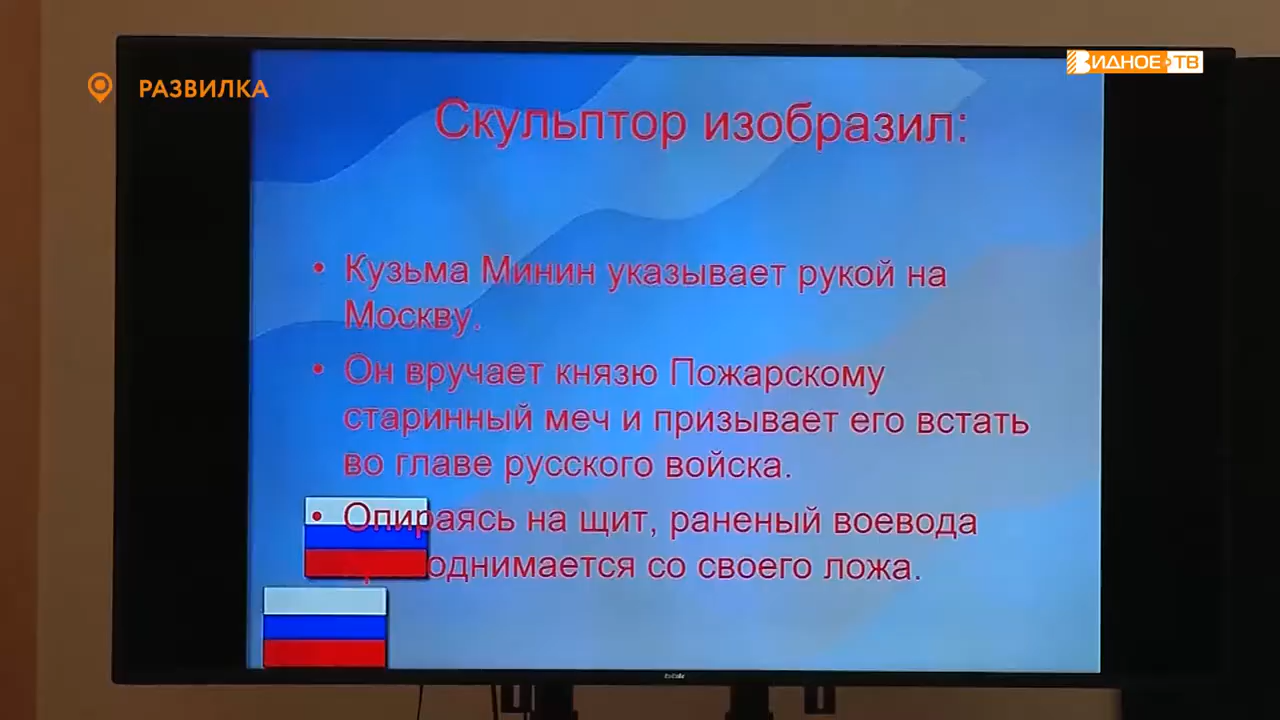 РАЗВИЛКА
ВИДНОЕ-ТВ
Скульптор изобразил:
• Кузьма Минин указывает рукой на
Москву.
• Он вручает князю Пожарскому
старинный меч и призывает его встать
во главе русского войска.
• Опираясь на щит, раненый воевода
однимается со своего ложа.